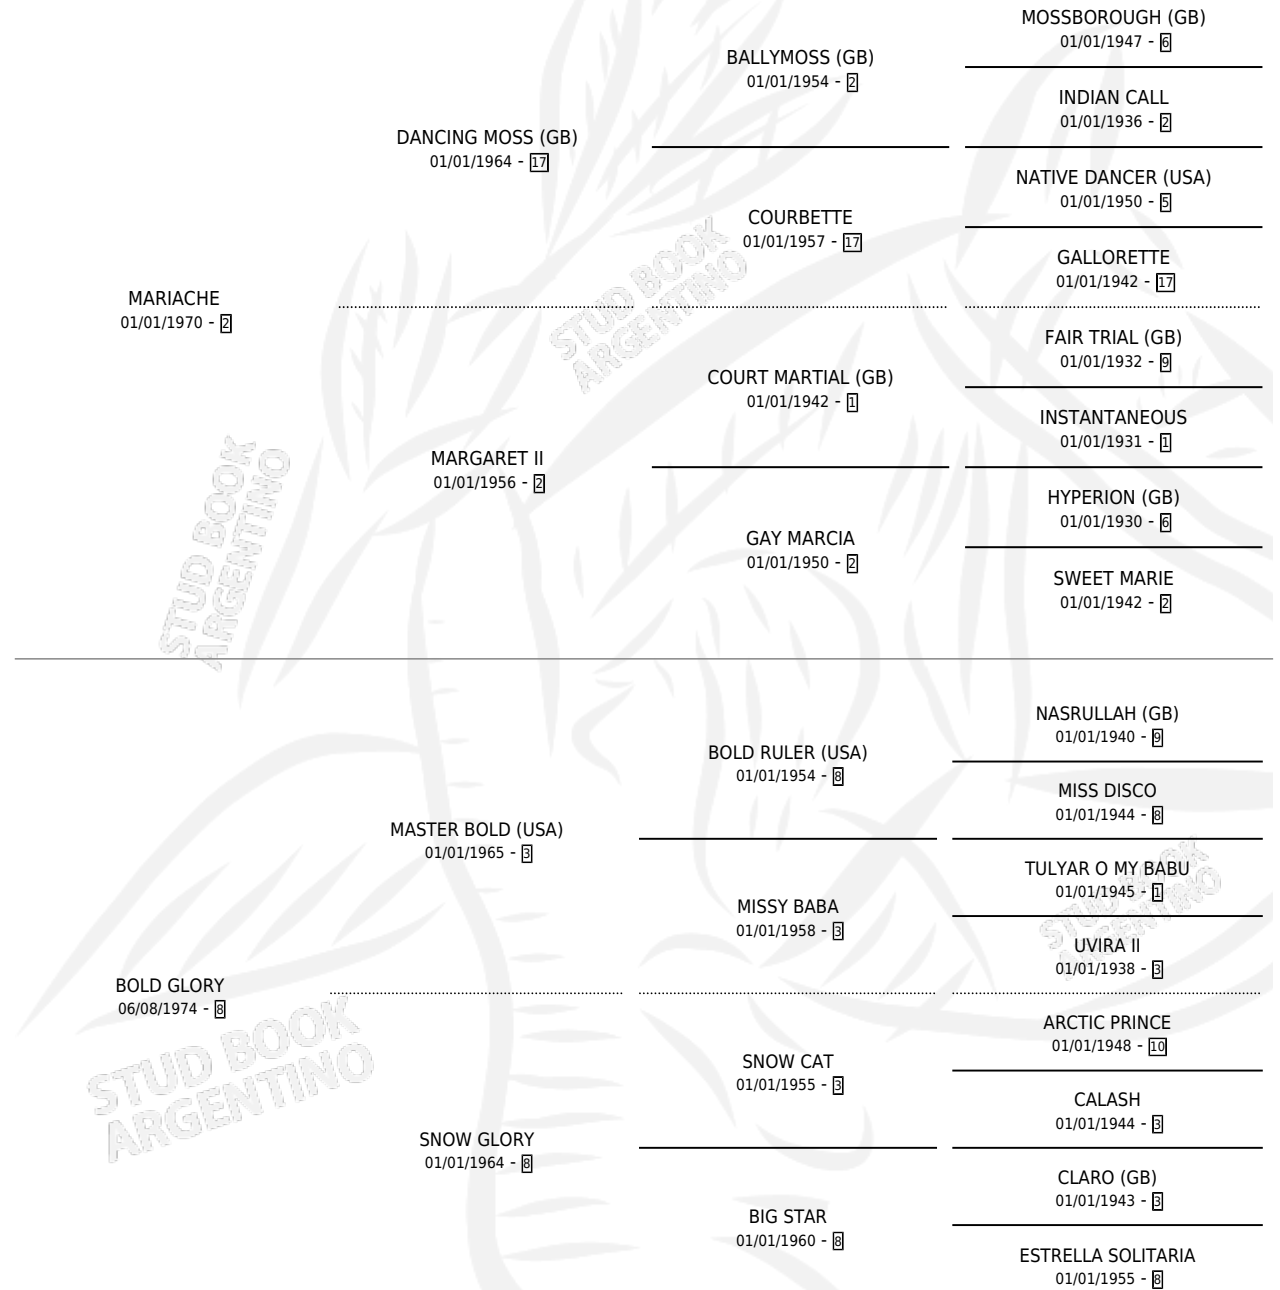 MOSSBOROUGH (GB)
01/01/1947 - 6
BALLYMOSS (GB)
01/01/1954 - 2
INDIAN CALL
01/01/1936 - 2
DANCING MOSS (GB)
01/01/1964 - 17
NATIVE DANCER (USA)
01/01/1950 - 5
COURBETTE
01/01/1957 - 17
GALLORETTE
01/01/1942 - 17
MARIACHE
01/01/1970 - 2
FAIR TRIAL (GB)
01/01/1932 - 9
COURT MARTIAL (GB)
01/01/1942 - 1
INSTANTANEOUS
01/01/1931 - 1
MARGARET II
01/01/1956 - 2
HYPERION (GB)
01/01/1930 - 6
GAY MARCIA
01/01/1950 - 2
SWEET MARIE
01/01/1942 - 2
NASRULLAH (GB)
01/01/1940 - 9
BOLD RULER (USA)
01/01/1954 - 8
MISS DISCO
01/01/1944 - 8
MASTER BOLD (USA)
01/01/1965 - 3
TULYAR O MY BABU
01/01/1945 - 1
MISSY BABA
01/01/1958 - 3
UVIRA II
01/01/1938 - 3
BOLD GLORY
06/08/1974 - 8
ARCTIC PRINCE
01/01/1948 - 10
SNOW CAT
01/01/1955 - 3
CALASH
01/01/1944 - 3
SNOW GLORY
01/01/1964 - 8
CLARO (GB)
01/01/1943 - 3
BIG STAR
01/01/1960 - 8
ESTRELLA SOLITARIA
01/01/1955 - 8
STUD BOOK
ARGENTINO
STUD BOOK
ARGENTINO
STUD BOOK
ARGENTINO
STUD BOOK
ARGENTINO